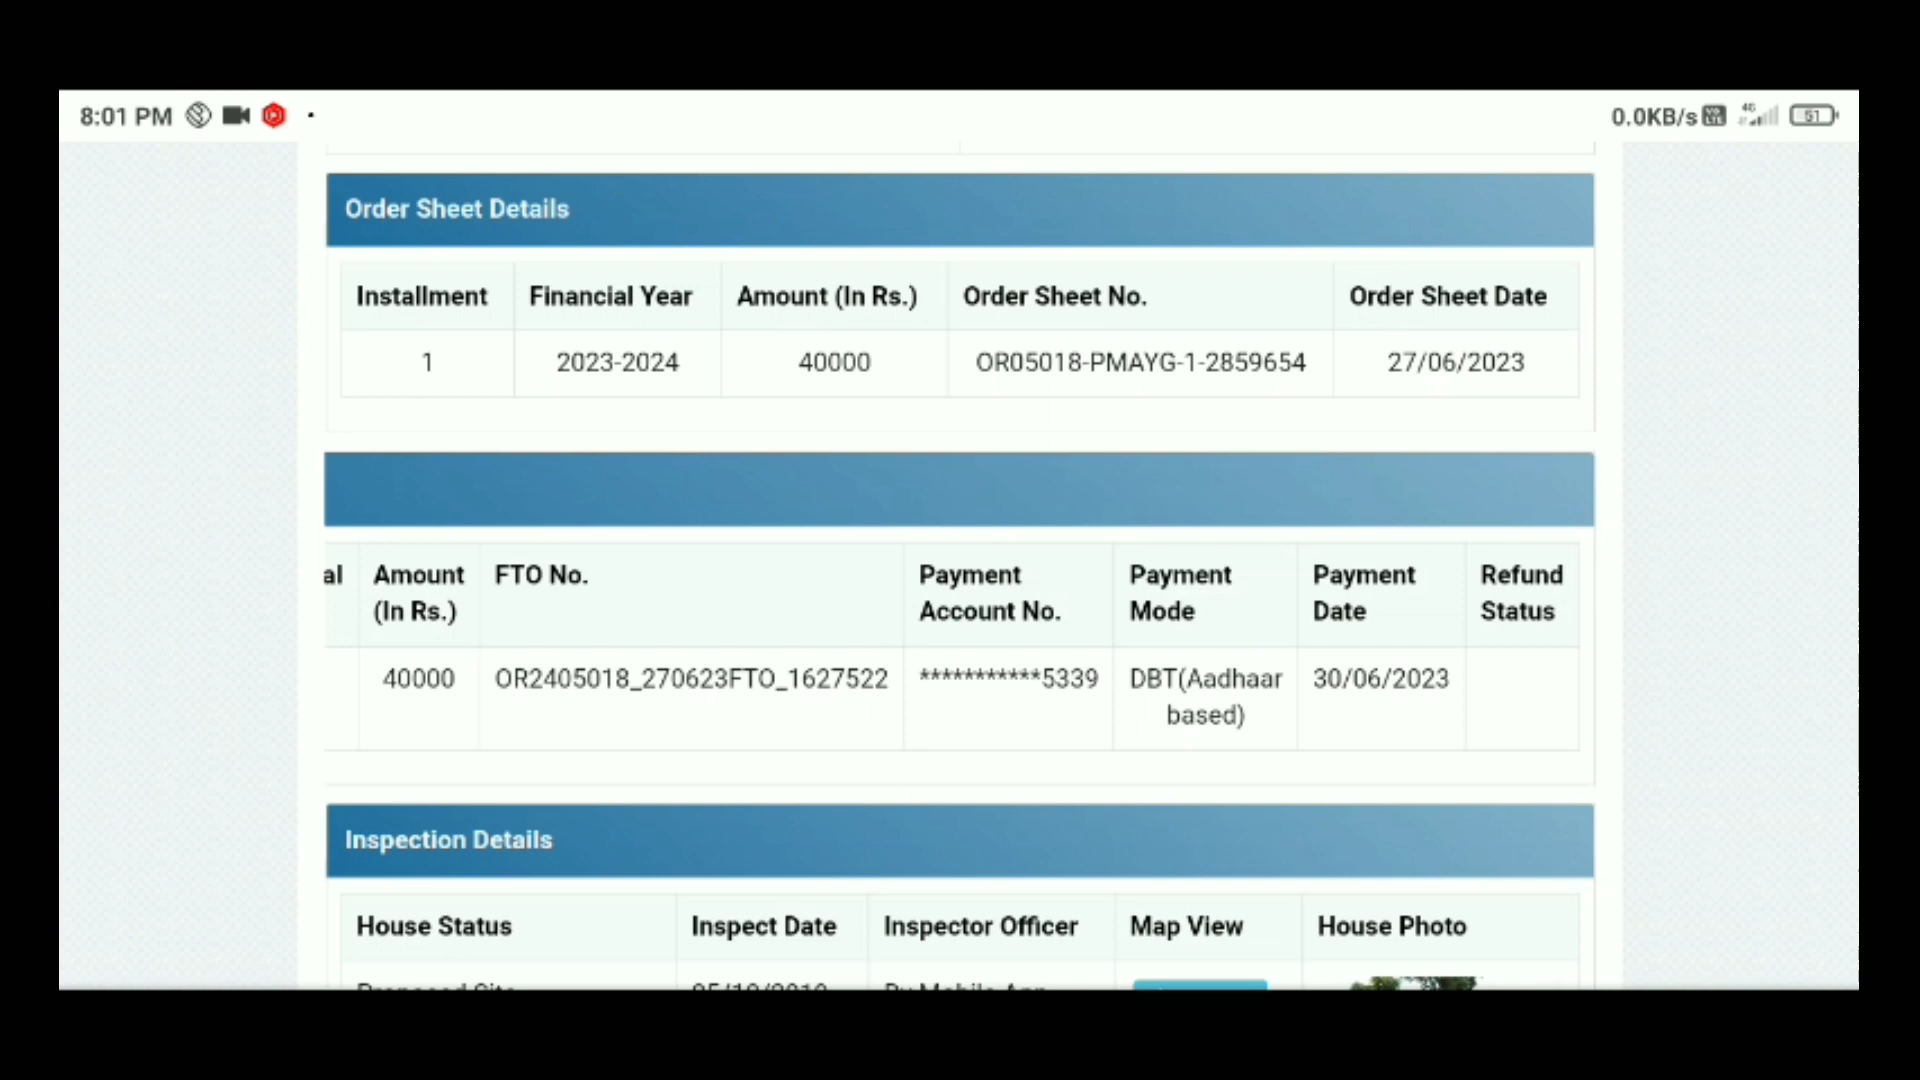 8:01 PM
0.0KB/s 4G 51
Order Sheet Details
Installment Financial Year Amount (In Rs.) Order Sheet No. Order Sheet Date
1 2023-2024 40000 OR05018-PMAYG-1-2859654 27/06/2023
al Amount FTO No. Payment Payment Payment Refund
(In Rs.) Account No. Mode Date Status
40000 OR2405018_270623FTO_1627522 ***********5339 DBT(Aadhaar 30/06/2023
based)
Inspection Details
House Status Inspect Date Inspector Officer Map View House Photo